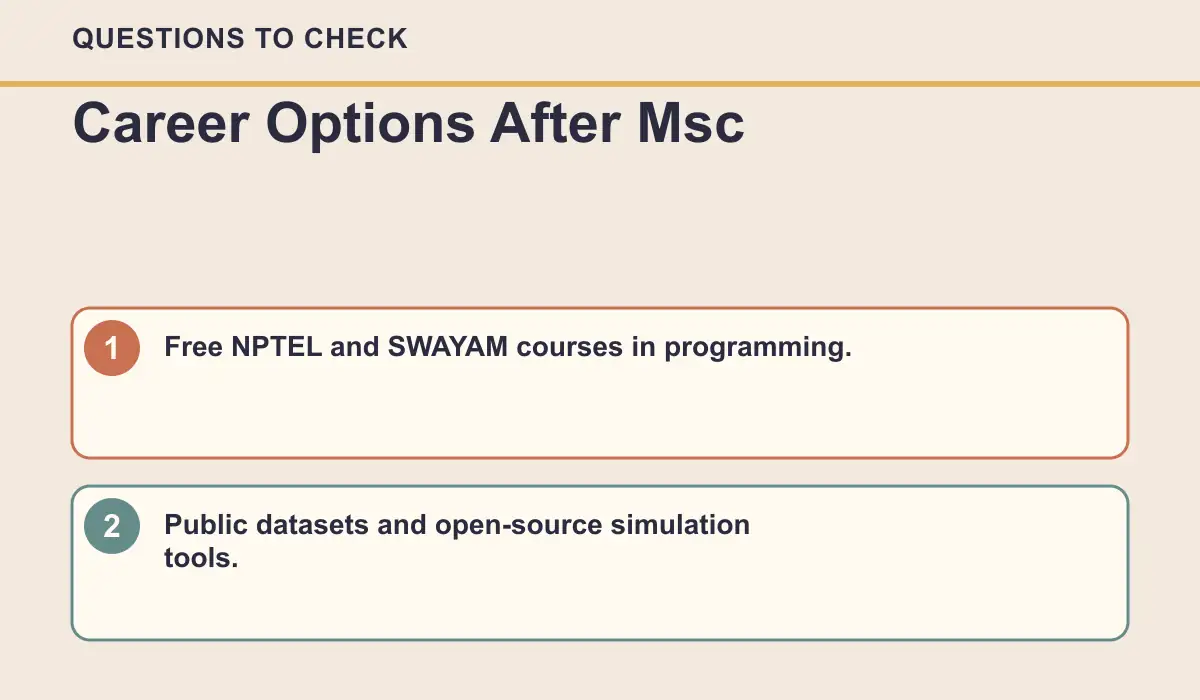 QUESTIONS TO CHECK
Career Options After Msc
1
Free NPTEL and SWAYAM courses in programming.
2
Public datasets and open-source simulation
tools.